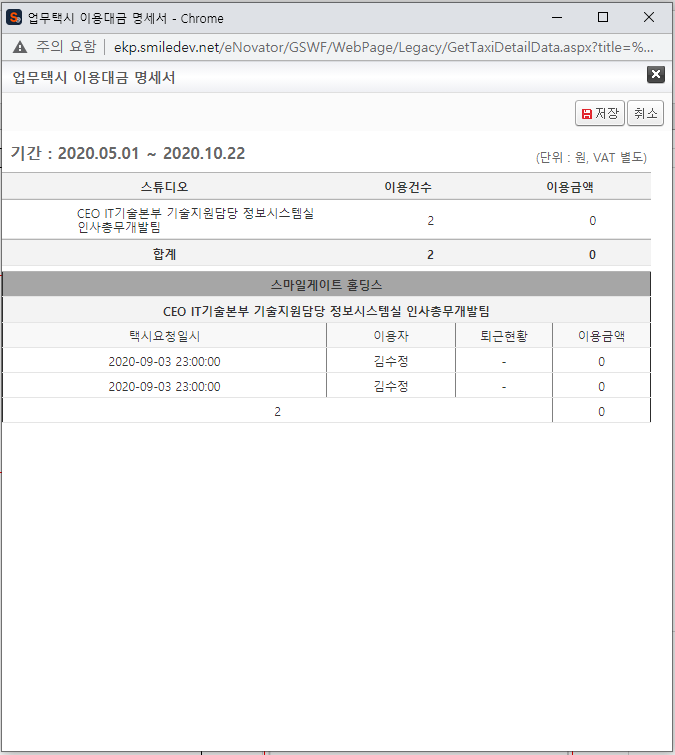 업무택시 이용대금 명세서 - Chrome
주의 요함 | ekp.smiledev.net/eNovator/GSWF/WebPage/Legacy/GetTaxiDetailData.aspx?title=%...
업무택시 이용대금 명세서
저장 취소
기간 : 2020.05.01 ~ 2020.10.22
(단위 : 원, VAT 별도)
스튜디오 이용건수 이용금액
CEO IT기술본부 기술지원담당 정보시스템실
인사총무개발팀 2 0
합계 2 0
스마일게이트 홀딩스
CEO IT기술본부 기술지원담당 정보시스템실 인사총무개발팀
택시요청일시 이용자 퇴근현황 이용금액
2020-09-03 23:00:00 김수정 - 0
2020-09-03 23:00:00 김수정 - 0
2 0